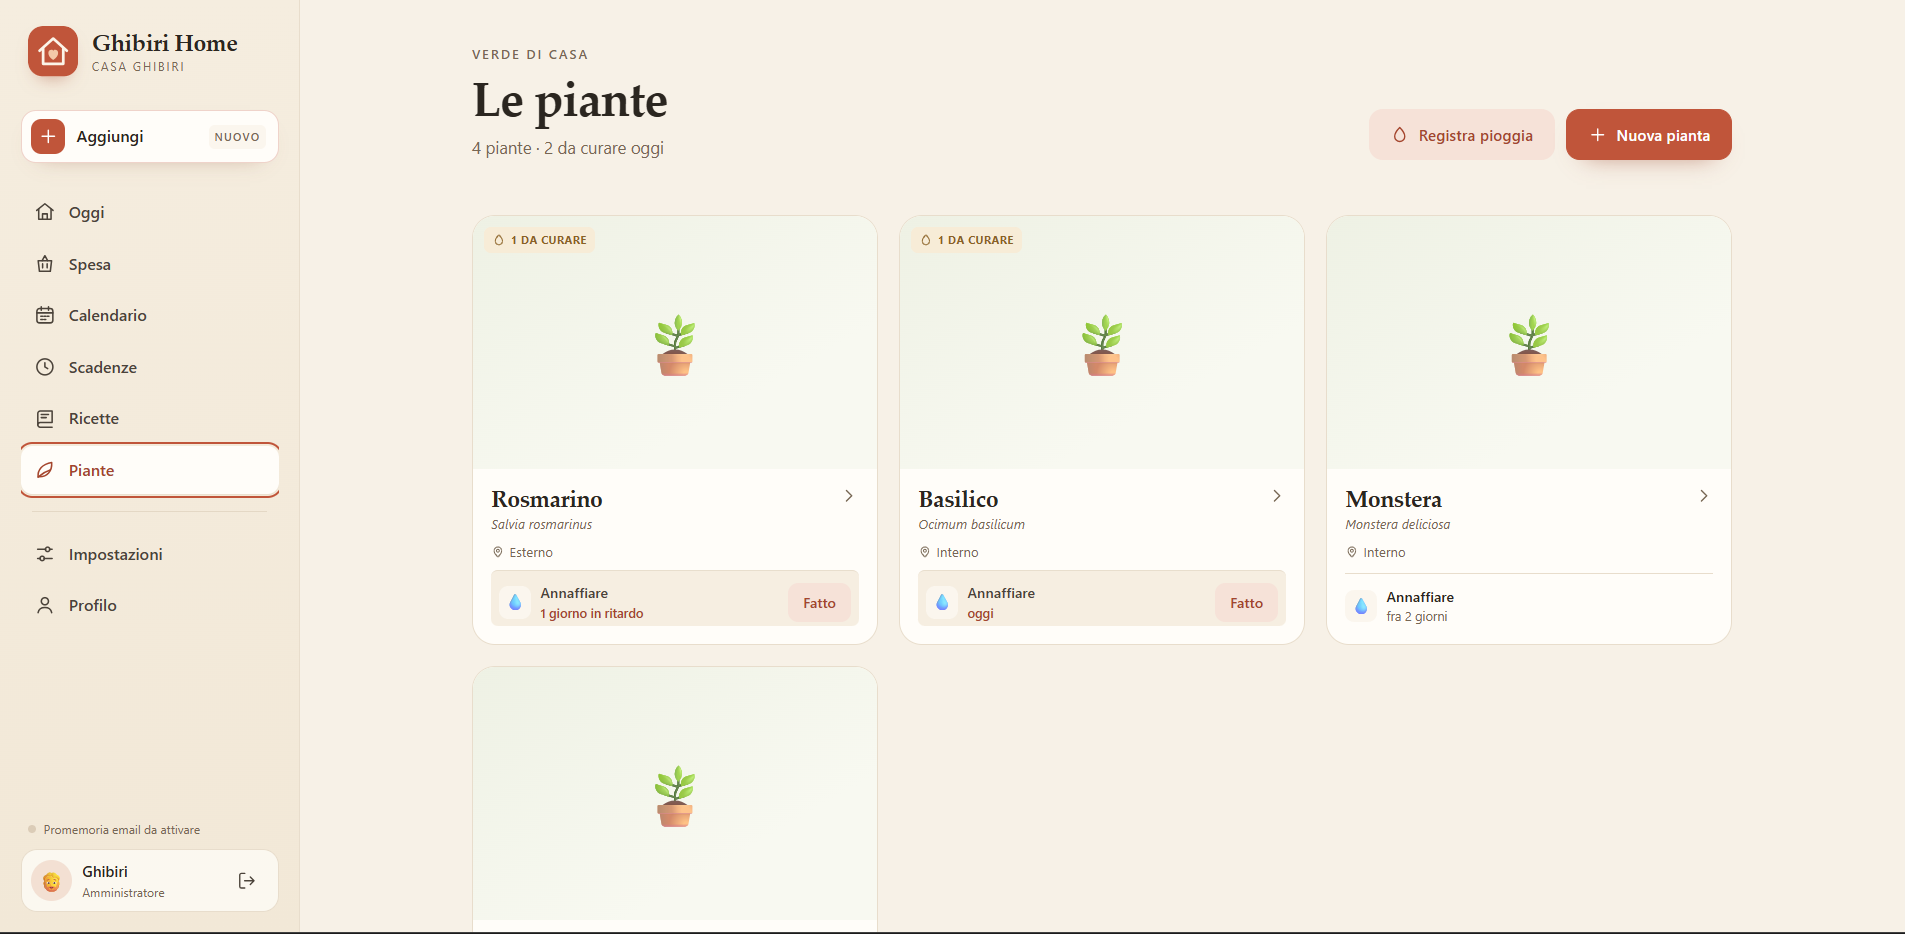 Ghibiri Home
CASA GHIBIRI
Aggiungi
NUOVO
Oggi
Spesa
Calendario
Scadenze
Ricette
Piante
Impostazioni
Profilo
Promemoria email da attivare
Ghibiri
Amministratore
VERDE DI CASA
Le piante
4 piante · 2 da curare oggi
Registra pioggia
Nuova pianta
1 DA CURARE
Rosmarino
Salvia rosmarinus
Esterno
Annaffiare
1 giorno in ritardo
Fatto
1 DA CURARE
Basilico
Ocimum basilicum
Interno
Annaffiare
oggi
Fatto
Monstera
Monstera deliciosa
Interno
Annaffiare
fra 2 giorni